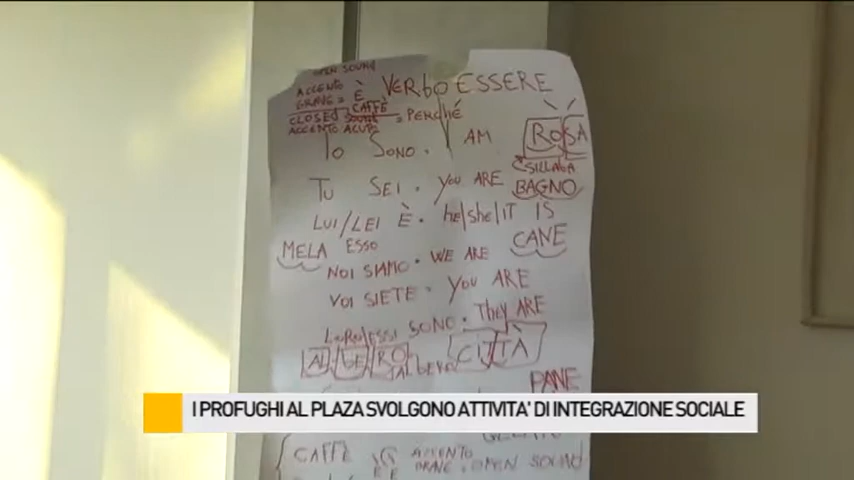 OPEN SOUND
ACCENTO
GRAVE = È VERBO ESSERE
CAFFÈ
CLOSED SOUND = PERCHÉ
ACCENTO ACUTO
IO SONO . I AM ROSA
SILLABA
TU SEI . YOU ARE BAGNO
LUI/LEI È . he/she/IT IS
MELA ESSO CANE
NOI SIAMO . WE ARE
VOI SIETE . YOU ARE
LORO/ESSI SONO . They ARE
ALBERO CITTÀ
ALBERO
PANE
I PROFUGHI AL PLAZA SVOLGONO ATTIVITA' DI INTEGRAZIONE SOCIALE
GELATO
CAFFÈ ACCENTO
GRAVE = OPEN SOUND